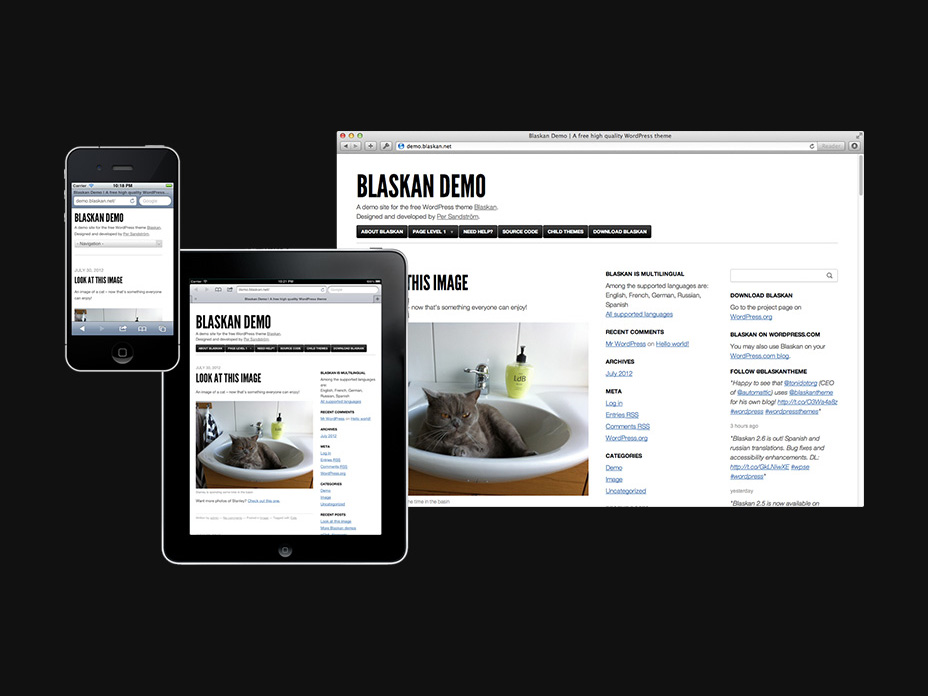 Carrier 10:18 PM
Blaskan Demo | A free high quality WordPress...
demo.blaskan.net/
Google
BLASKAN DEMO
A demo site for the free WordPress theme Blaskan.
Designed and developed by Per Sandström.
- Navigation -
JULY 30, 2012
LOOK AT THIS IMAGE
An image of a cat – now that's something everyone
can enjoy!
Carrier 10:21 PM
demo.blaskan.net/
Google
Blaskan Demo | A free high quality WordPress theme
BLASKAN DEMO
A demo site for the free WordPress theme Blaskan.
Designed and developed by Per Sandström.
ABOUT BLASKAN PAGE LEVEL 1 NEED HELP? SOURCE CODE CHILD THEMES DOWNLOAD BLASKAN
JULY 30, 2012
LOOK AT THIS IMAGE
An image of a cat – now that's something everyone can enjoy!
LdB
Want more photos of Stanley? Check out this one.
BLASKAN IS MULTILINGUAL
Among the supported languages
are:
English, French, German,
Russian, Spanish
All supported languages
RECENT COMMENTS
Mr WordPress on Hello world!
ARCHIVES
July 2012
META
Log in
Entries RSS
Comments RSS
WordPress.org
CATEGORIES
Demo
Image
Uncategorized
RECENT POSTS
Look at this image
More Blaskan demos
Blaskan Demo | A free high quality WordPress theme
demo.blaskan.net
Reader
BLASKAN DEMO
A demo site for the free WordPress theme Blaskan.
Designed and developed by Per Sandström.
ABOUT BLASKAN PAGE LEVEL 1 NEED HELP? SOURCE CODE CHILD THEMES DOWNLOAD BLASKAN
THIS IMAGE
– now that's something everyone can enjoy!
LdB
time in the basin
BLASKAN IS MULTILINGUAL
Among the supported languages are:
English, French, German, Russian,
Spanish
All supported languages
RECENT COMMENTS
Mr WordPress on Hello world!
ARCHIVES
July 2012
META
Log in
Entries RSS
Comments RSS
WordPress.org
CATEGORIES
Demo
Image
Uncategorized
DOWNLOAD BLASKAN
Go to the project page on
WordPress.org
BLASKAN ON WORDPRESS.COM
You may also use Blaskan on your
WordPress.com blog.
FOLLOW @BLASKANTHEME
"Happy to see that @tonidotorg (CEO
of @automattic) uses @blaskantheme
for his own blog! http://t.co/O3Wa4a8z
#wordpress #wordpressthemes"
3 hours ago
"Blaskan 2.6 is out! Spanish and
russian translations. Bug fixes and
accessibility enhancements. DL:
http://t.co/GkLNiwXE #wpse
#wordpress"
yesterday
"Blaskan 2.5 is now available on